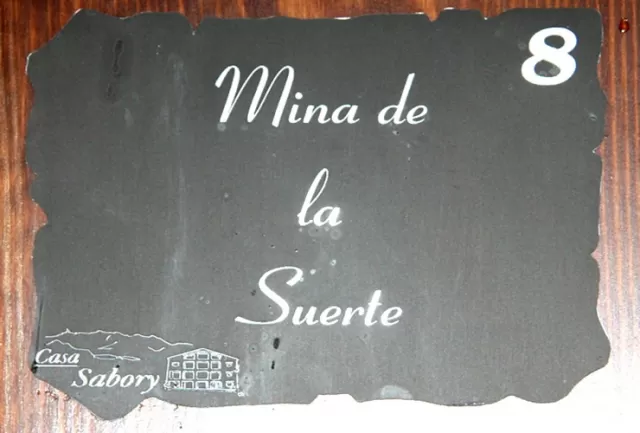 8
Mina de
la
Suerte
Casa
Sabory